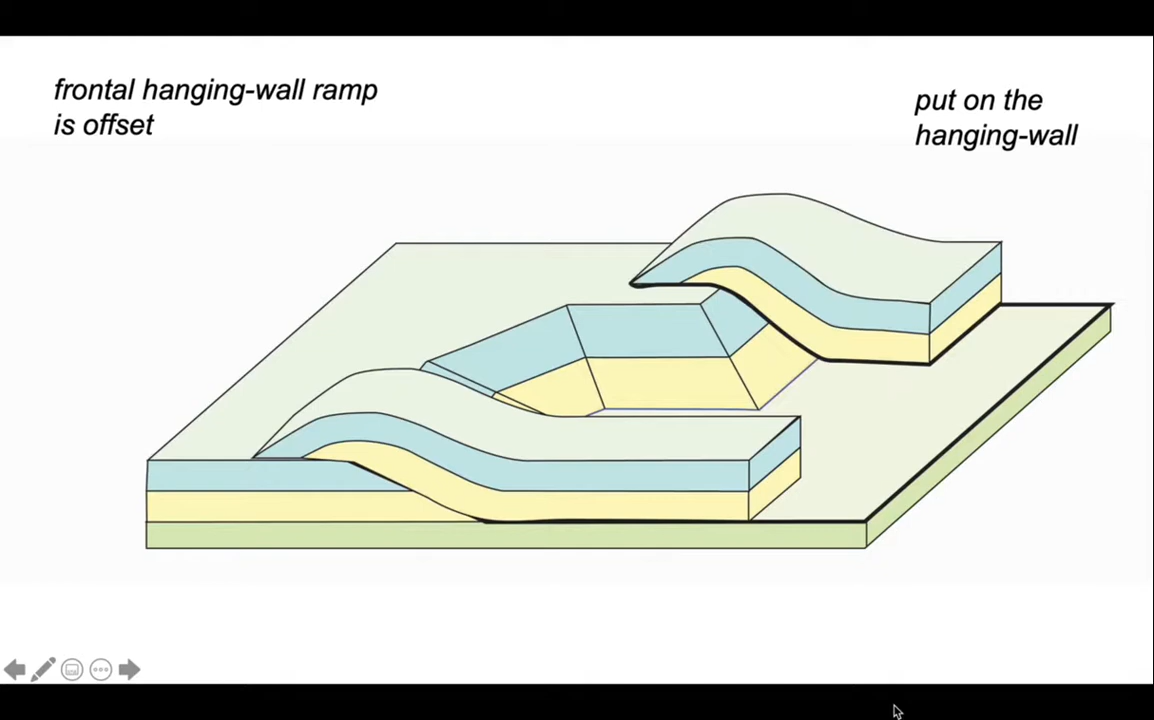 frontal hanging-wall ramp
is offset
put on the
hanging-wall